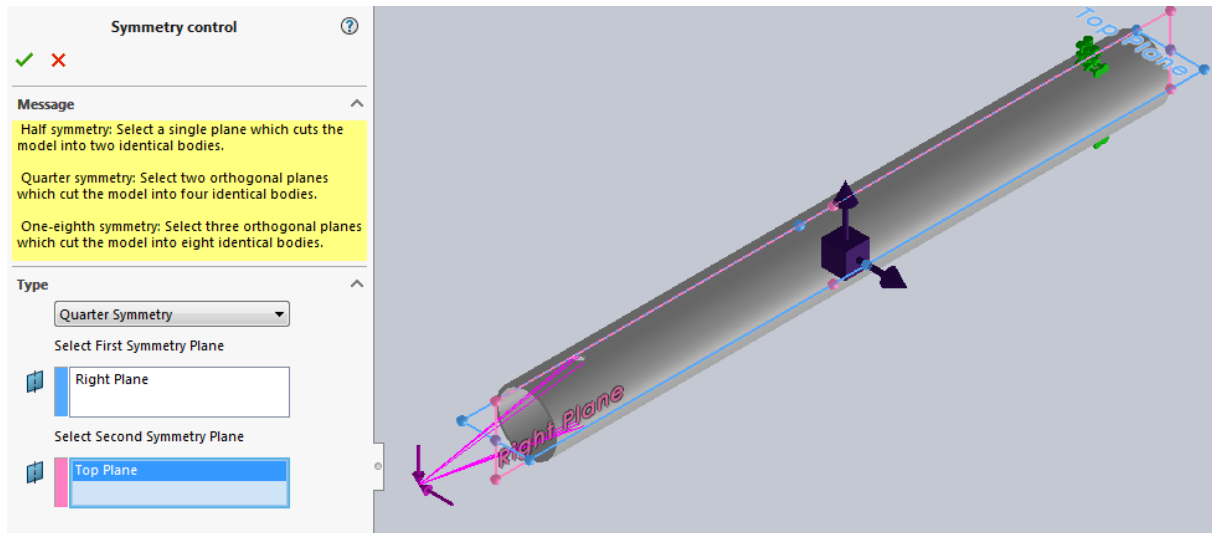 Symmetry control
Message
Half symmetry: Select a single plane which cuts the
model into two identical bodies.
Quarter symmetry: Select two orthogonal planes
which cut the model into four identical bodies.
One-eighth symmetry: Select three orthogonal planes
which cut the model into eight identical bodies.
Type
Quarter Symmetry
Select First Symmetry Plane
Right Plane
Select Second Symmetry Plane
Top Plane
Top Plane
Right Plane